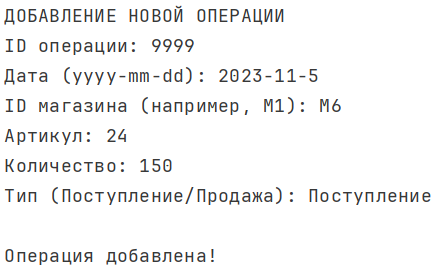 ДОБАВЛЕНИЕ НОВОЙ ОПЕРАЦИИ
ID операции: 9999
Дата (yyyy-mm-dd): 2023-11-5
ID магазина (например, M1): M6
Артикул: 24
Количество: 150
Тип (Поступление/Продажа): Поступление
Операция добавлена!